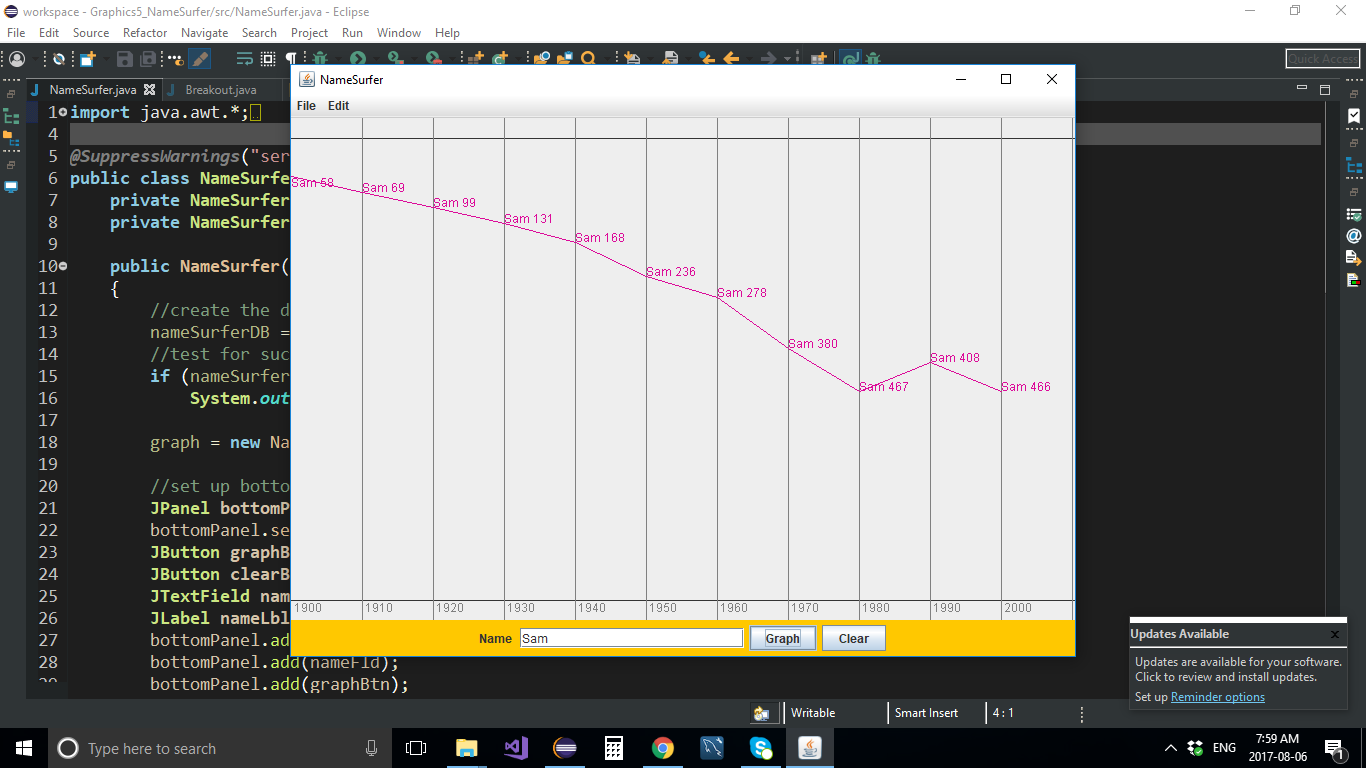 workspace - Graphics5_NameSurfer/src/NameSurfer.java - Eclipse
File Edit Source Refactor Navigate Search Project Run Window Help
Quick Access
NameSurfer.java Breakout.java
1 import java.awt.*;
4
5 @SuppressWarnings("ser
6 public class NameSurfe
7 private NameSurfer
8 private NameSurfer
9
10 public NameSurfer(
11 {
12 //create the d
13 nameSurferDB =
14 //test for suc
15 if (nameSurfer
16 System.out
17
18 graph = new Na
19
20 //set up botto
21 JPanel bottomP
22 bottomPanel.se
23 JButton graphB
24 JButton clearB
25 JTextField nam
26 JLabel nameLbl
27 bottomPanel.ad
28 bottomPanel.add(nameFld);
29 bottomPanel.add(graphBtn);
NameSurfer
File Edit
Sam 58
Sam 69
Sam 99
Sam 131
Sam 168
Sam 236
Sam 278
Sam 380
Sam 467
Sam 408
Sam 466
1900 1910 1920 1930 1940 1950 1960 1970 1980 1990 2000
Name Sam Graph Clear
Updates Available x
Updates are available for your software.
Click to review and install updates.
Set up Reminder options
Writable Smart Insert 4 : 1
Type here to search
ENG
7:59 AM
2017-08-06
1